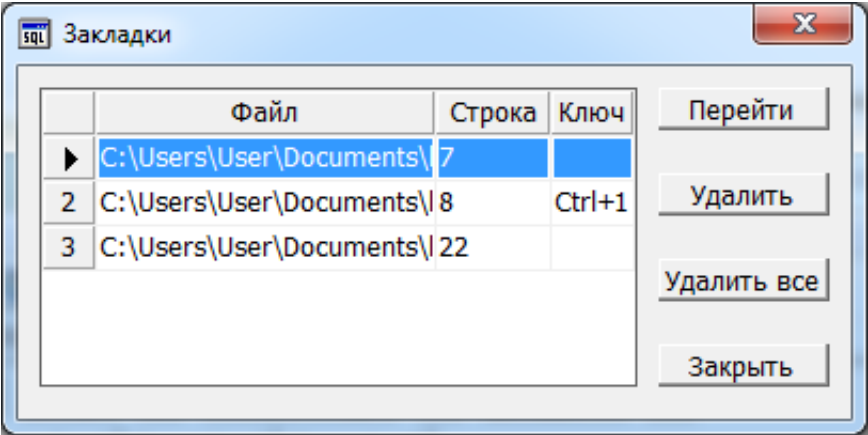 SQL Закладки
Файл Строка Ключ
C:\Users\User\Documents\ 7
2 C:\Users\User\Documents\ 8 Ctrl+1
3 C:\Users\User\Documents\ 22
Перейти
Удалить
Удалить все
Закрыть